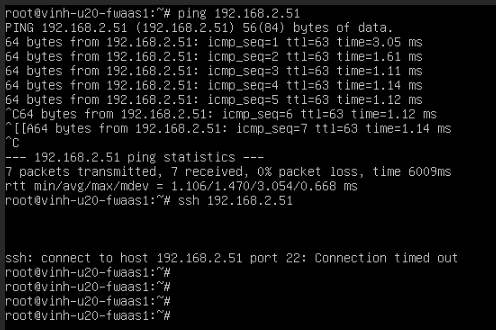 root@vinh-u20-fwaas1:~# ping 192.168.2.51
PING 192.168.2.51 (192.168.2.51) 56(84) bytes of data.
64 bytes from 192.168.2.51: icmp_seq=1 ttl=63 time=3.05 ms
64 bytes from 192.168.2.51: icmp_seq=2 ttl=63 time=1.61 ms
64 bytes from 192.168.2.51: icmp_seq=3 ttl=63 time=1.11 ms
64 bytes from 192.168.2.51: icmp_seq=4 ttl=63 time=1.14 ms
64 bytes from 192.168.2.51: icmp_seq=5 ttl=63 time=1.12 ms
^C64 bytes from 192.168.2.51: icmp_seq=6 ttl=63 time=1.12 ms
^[[A64 bytes from 192.168.2.51: icmp_seq=7 ttl=63 time=1.14 ms
^C
--- 192.168.2.51 ping statistics ---
7 packets transmitted, 7 received, 0% packet loss, time 6009ms
rtt min/avg/max/mdev = 1.106/1.470/3.054/0.668 ms
root@vinh-u20-fwaas1:~# ssh 192.168.2.51
ssh: connect to host 192.168.2.51 port 22: Connection timed out
root@vinh-u20-fwaas1:~#
root@vinh-u20-fwaas1:~#
root@vinh-u20-fwaas1:~#
root@vinh-u20-fwaas1:~#